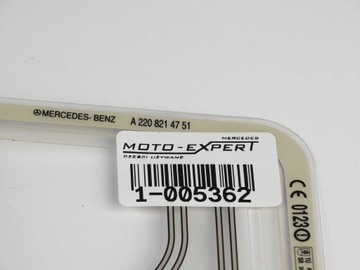 MERCEDES-BENZ A 220 821 47 51
MERCEDES
MOTO-EXPERT
CZĘŚCI UŻYWANE
1-005362
CE 0123